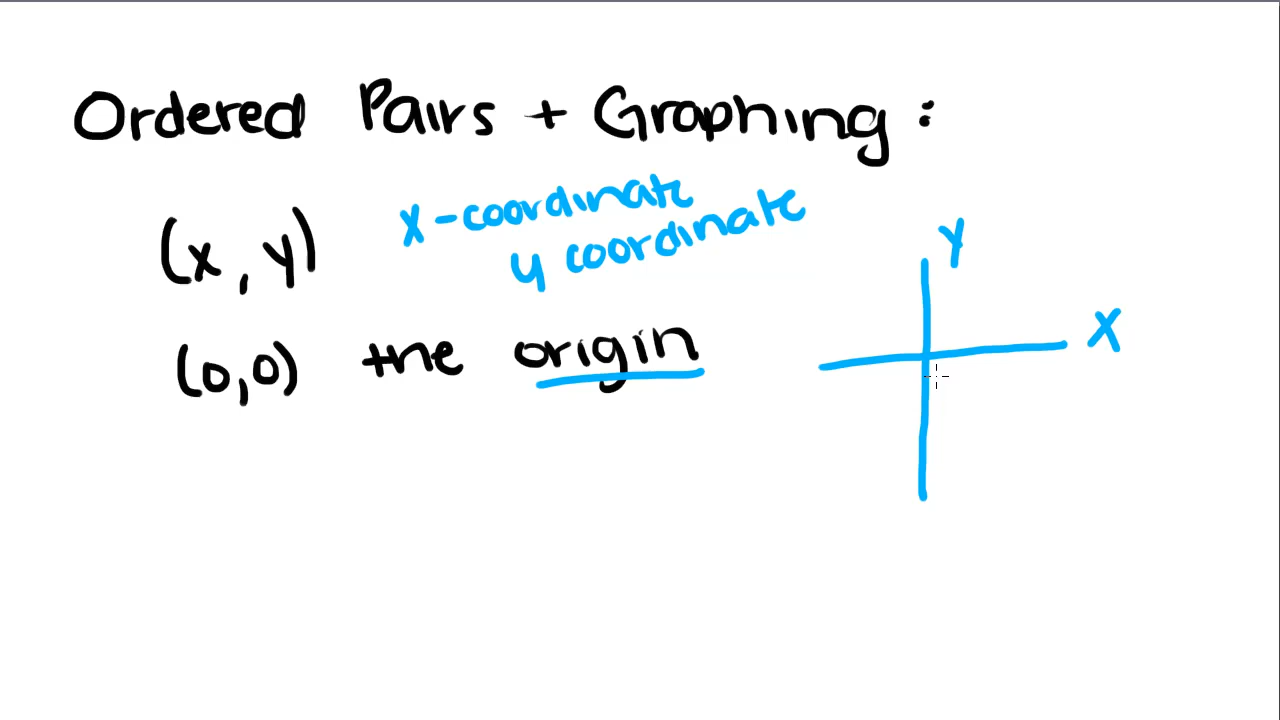 Ordered Pairs + Graphing :
(x, y) x-coordinate
y coordinate
(0,0) the origin
y
x